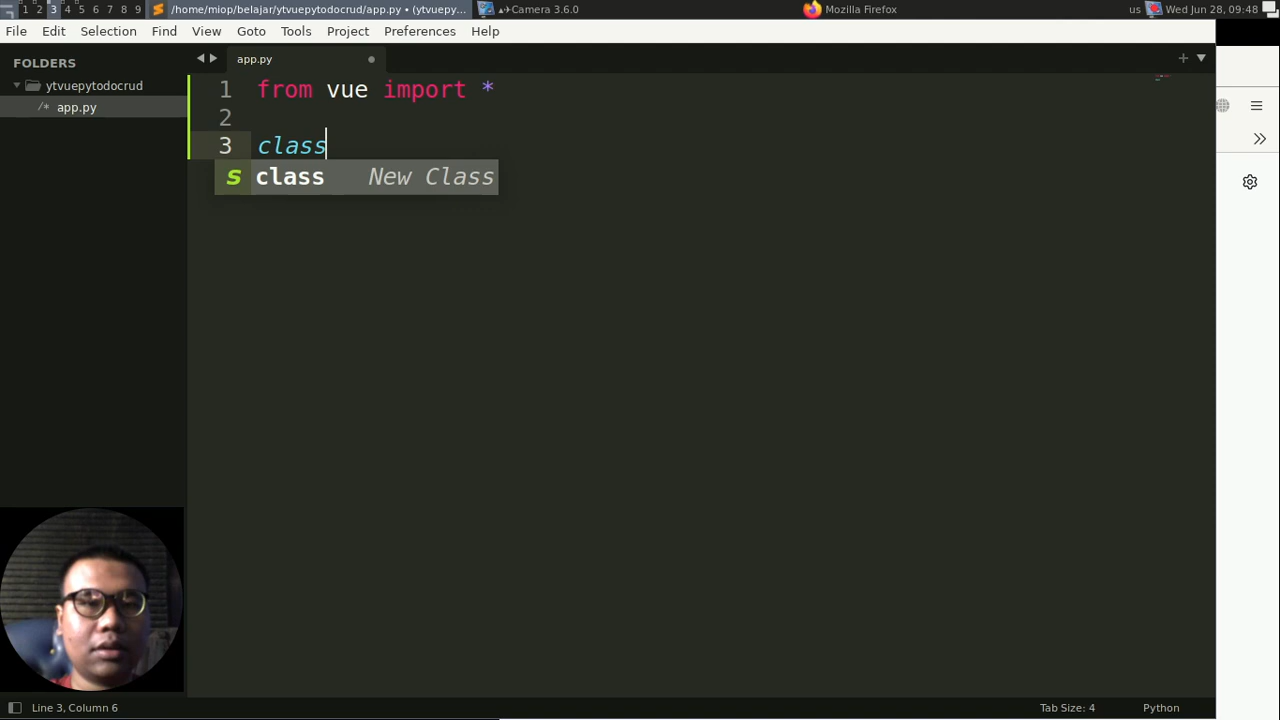 1 2 3 4 5 6 7 8 9 /home/miop/belajar/ytvuepytodocrud/app.py • (ytvuepy... Camera 3.6.0 Mozilla Firefox us Wed Jun 28, 09:48
File Edit Selection Find View Goto Tools Project Preferences Help
FOLDERS
ytvuepytodocrud
/* app.py
app.py
1 from vue import *
2
3 class
s class New Class
Line 3, Column 6 Tab Size: 4 Python